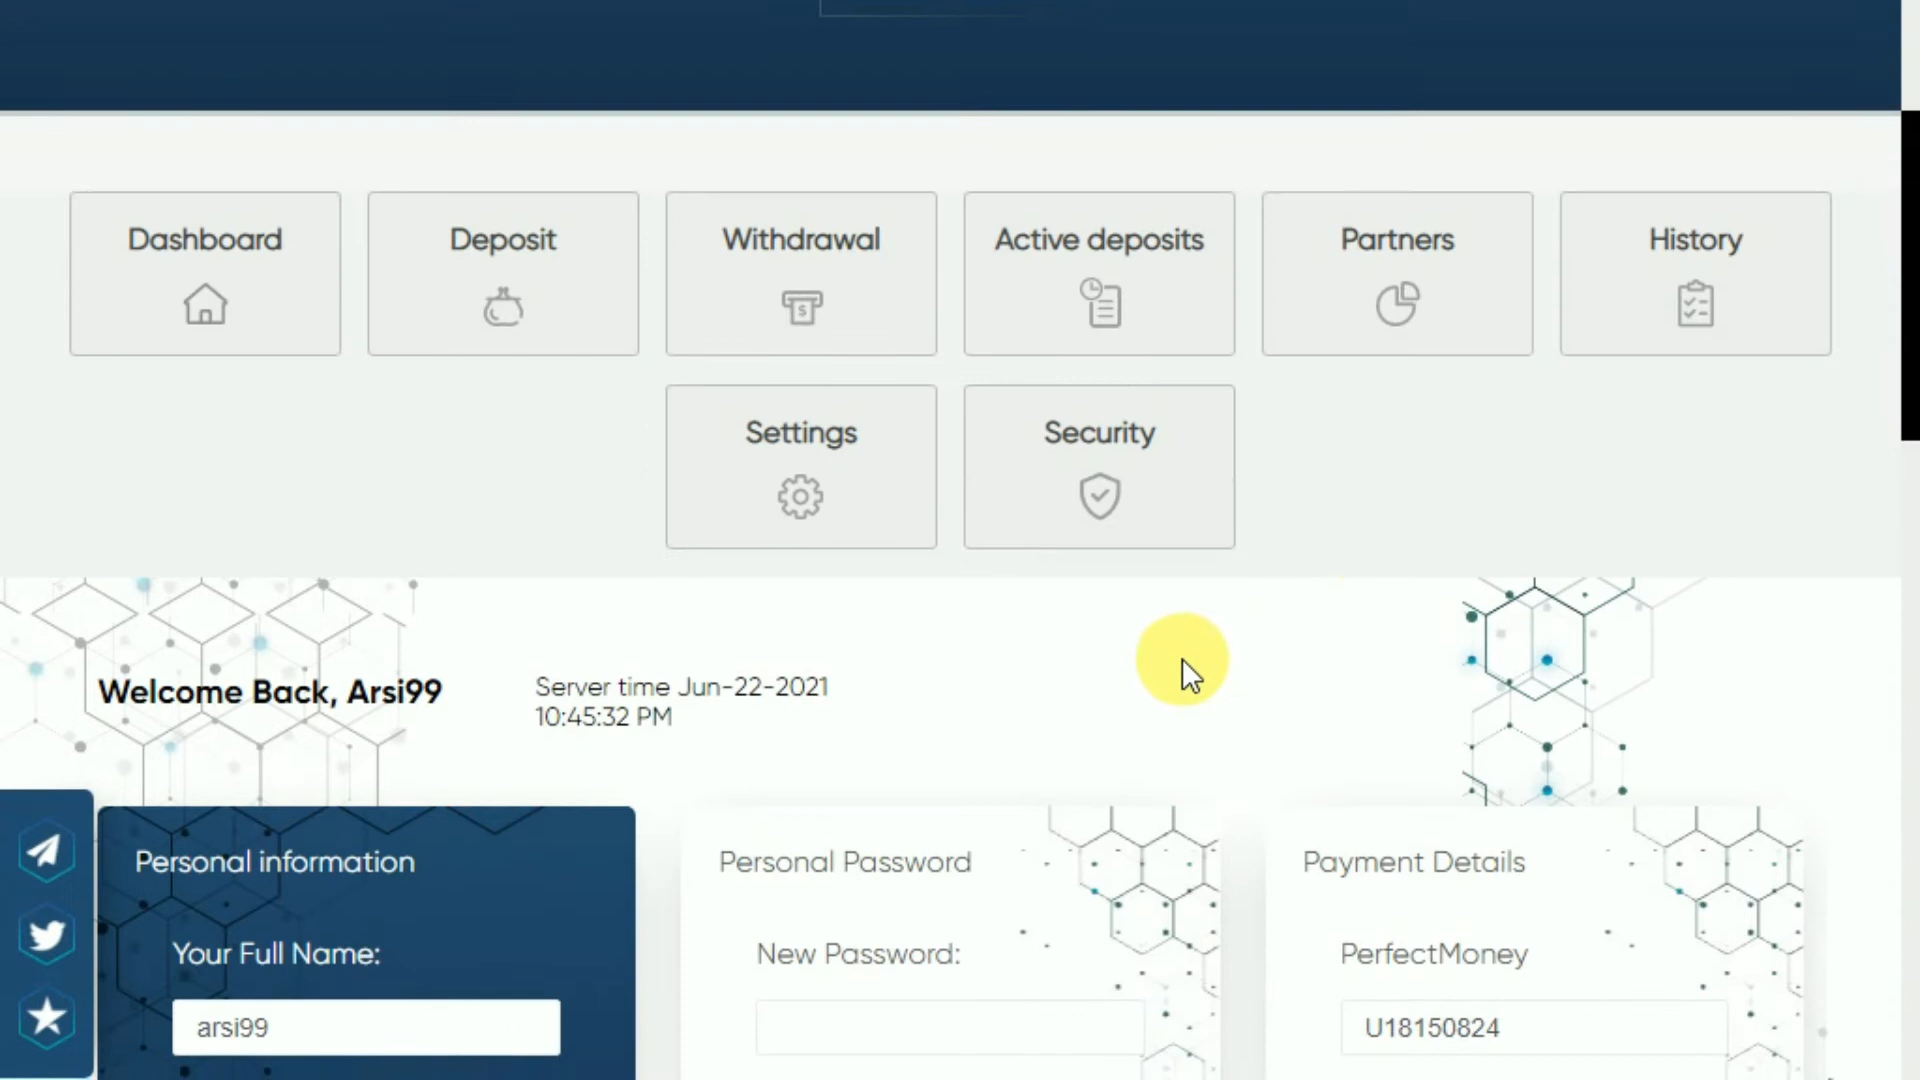 Dashboard
Deposit
Withdrawal
Active deposits
Partners
History
Settings
Security
Welcome Back, Arsi99
Server time Jun-22-2021
10:45:32 PM
Personal information
Your Full Name:
arsi99
Personal Password
New Password:
Payment Details
PerfectMoney
U18150824